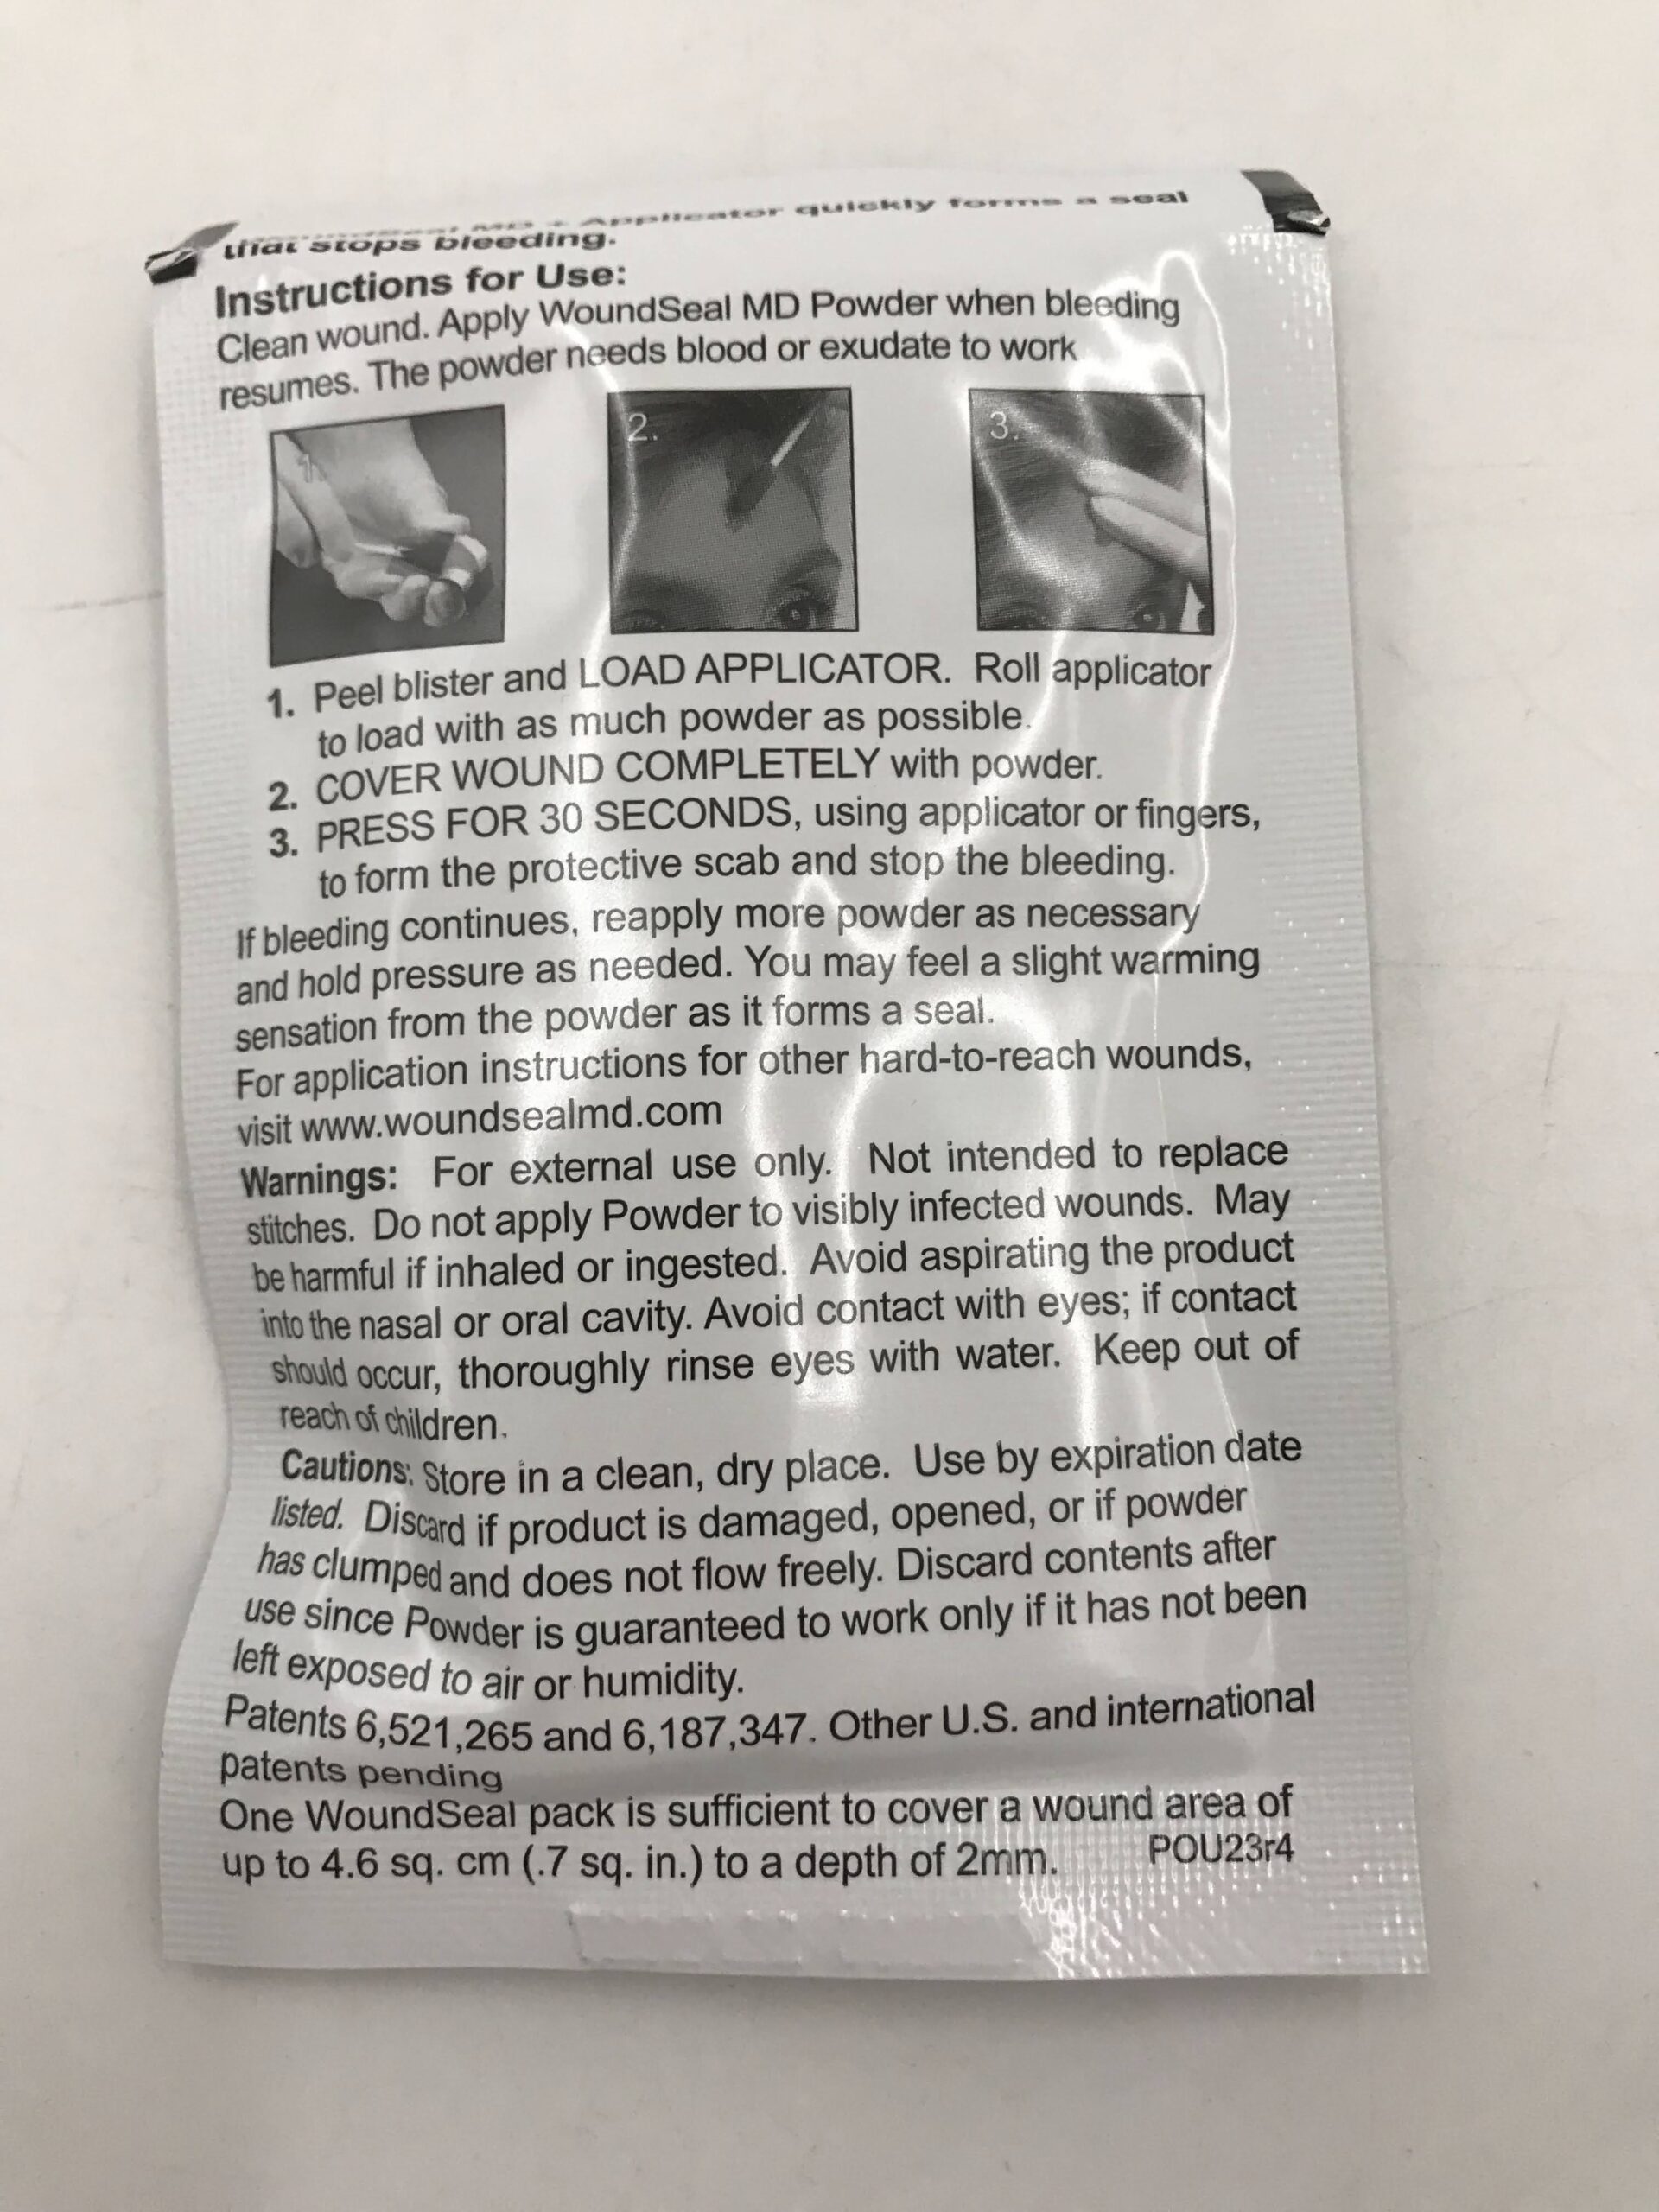 WoundSeal MD + Applicator quickly forms a seal
that stops bleeding.
Instructions for Use:
Clean wound. Apply WoundSeal MD Powder when bleeding
resumes. The powder needs blood or exudate to work
1.
2.
3.
1. Peel blister and LOAD APPLICATOR. Roll applicator
to load with as much powder as possible.
2. COVER WOUND COMPLETELY with powder.
3. PRESS FOR 30 SECONDS, using applicator or fingers,
to form the protective scab and stop the bleeding.
If bleeding continues, reapply more powder as necessary
and hold pressure as needed. You may feel a slight warming
sensation from the powder as it forms a seal.
For application instructions for other hard-to-reach wounds,
visit www.woundsealmd.com
Warnings: For external use only. Not intended to replace
stitches. Do not apply Powder to visibly infected wounds. May
be harmful if inhaled or ingested. Avoid aspirating the product
into the nasal or oral cavity. Avoid contact with eyes; if contact
should occur, thoroughly rinse eyes with water. Keep out of
reach of children.
Cautions: Store in a clean, dry place. Use by expiration date
listed. Discard if product is damaged, opened, or if powder
has clumped and does not flow freely. Discard contents after
use since Powder is guaranteed to work only if it has not been
left exposed to air or humidity.
Patents 6,521,265 and 6,187,347. Other U.S. and international
patents pending
One WoundSeal pack is sufficient to cover a wound area of
up to 4.6 sq. cm (.7 sq. in.) to a depth of 2mm. POU23r4